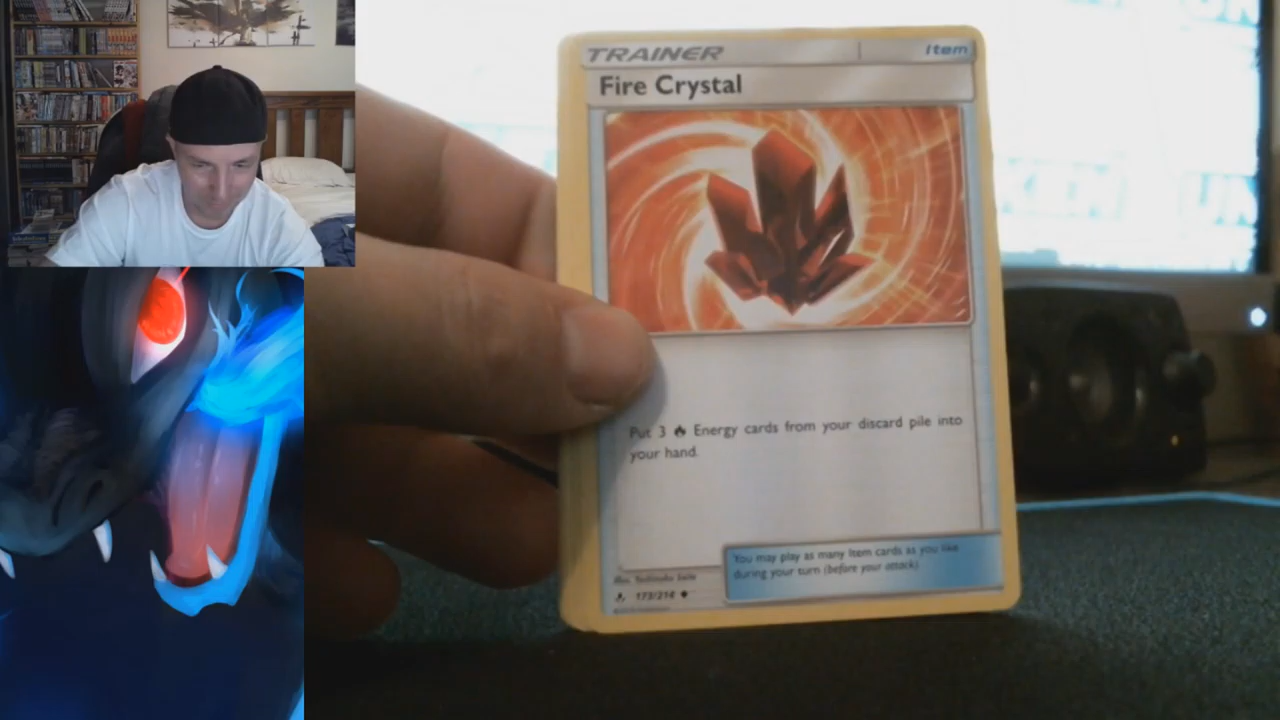 TRAINER
Item
Fire Crystal
Put 3 Energy cards from your discard pile into
your hand.
You may play as many Item cards as you like
during your turn (before your attack).
Illus.
173/214